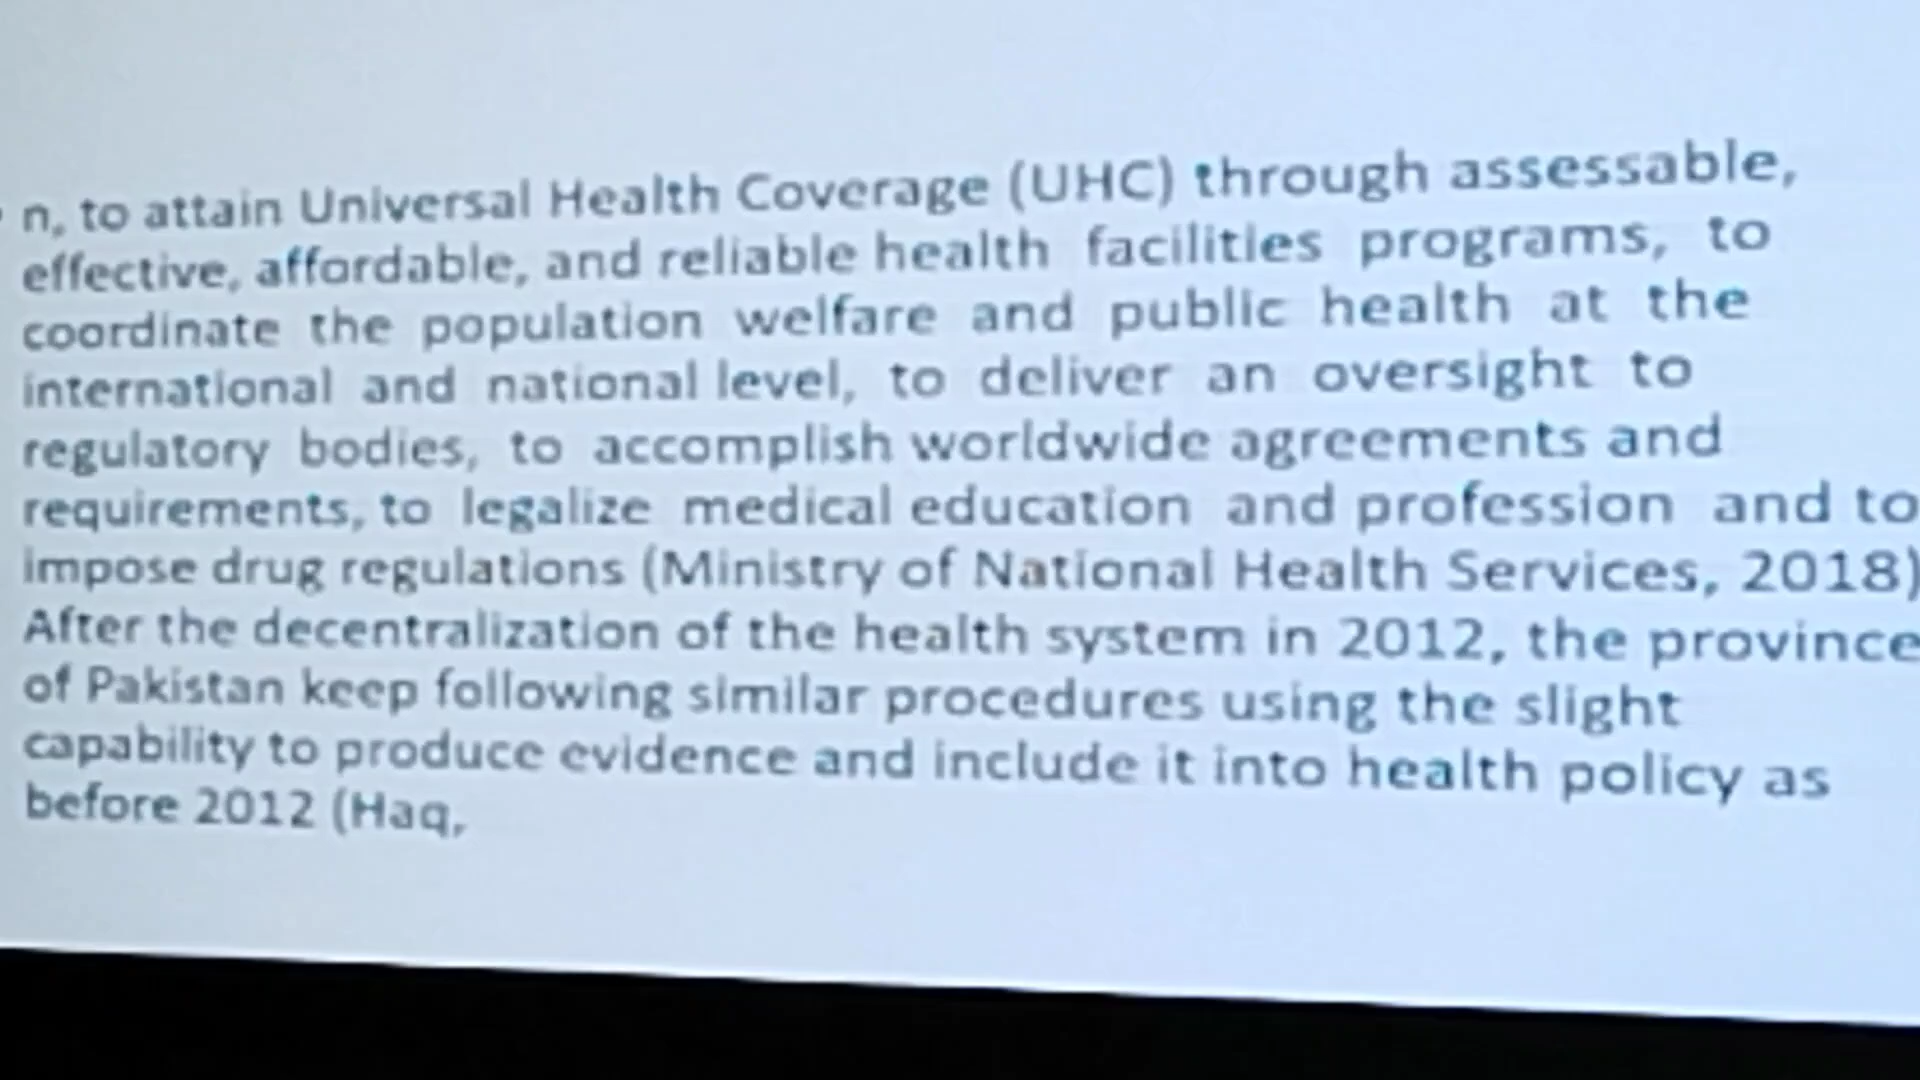 n, to attain Universal Health Coverage (UHC) through assessable,
effective, affordable, and reliable health facilities programs, to
coordinate the population welfare and public health at the
international and national level, to deliver an oversight to
regulatory bodies, to accomplish worldwide agreements and
requirements, to legalize medical education and profession and to
impose drug regulations (Ministry of National Health Services, 2018)
After the decentralization of the health system in 2012, the province
of Pakistan keep following similar procedures using the slight
capability to produce evidence and include it into health policy as
before 2012 (Haq,